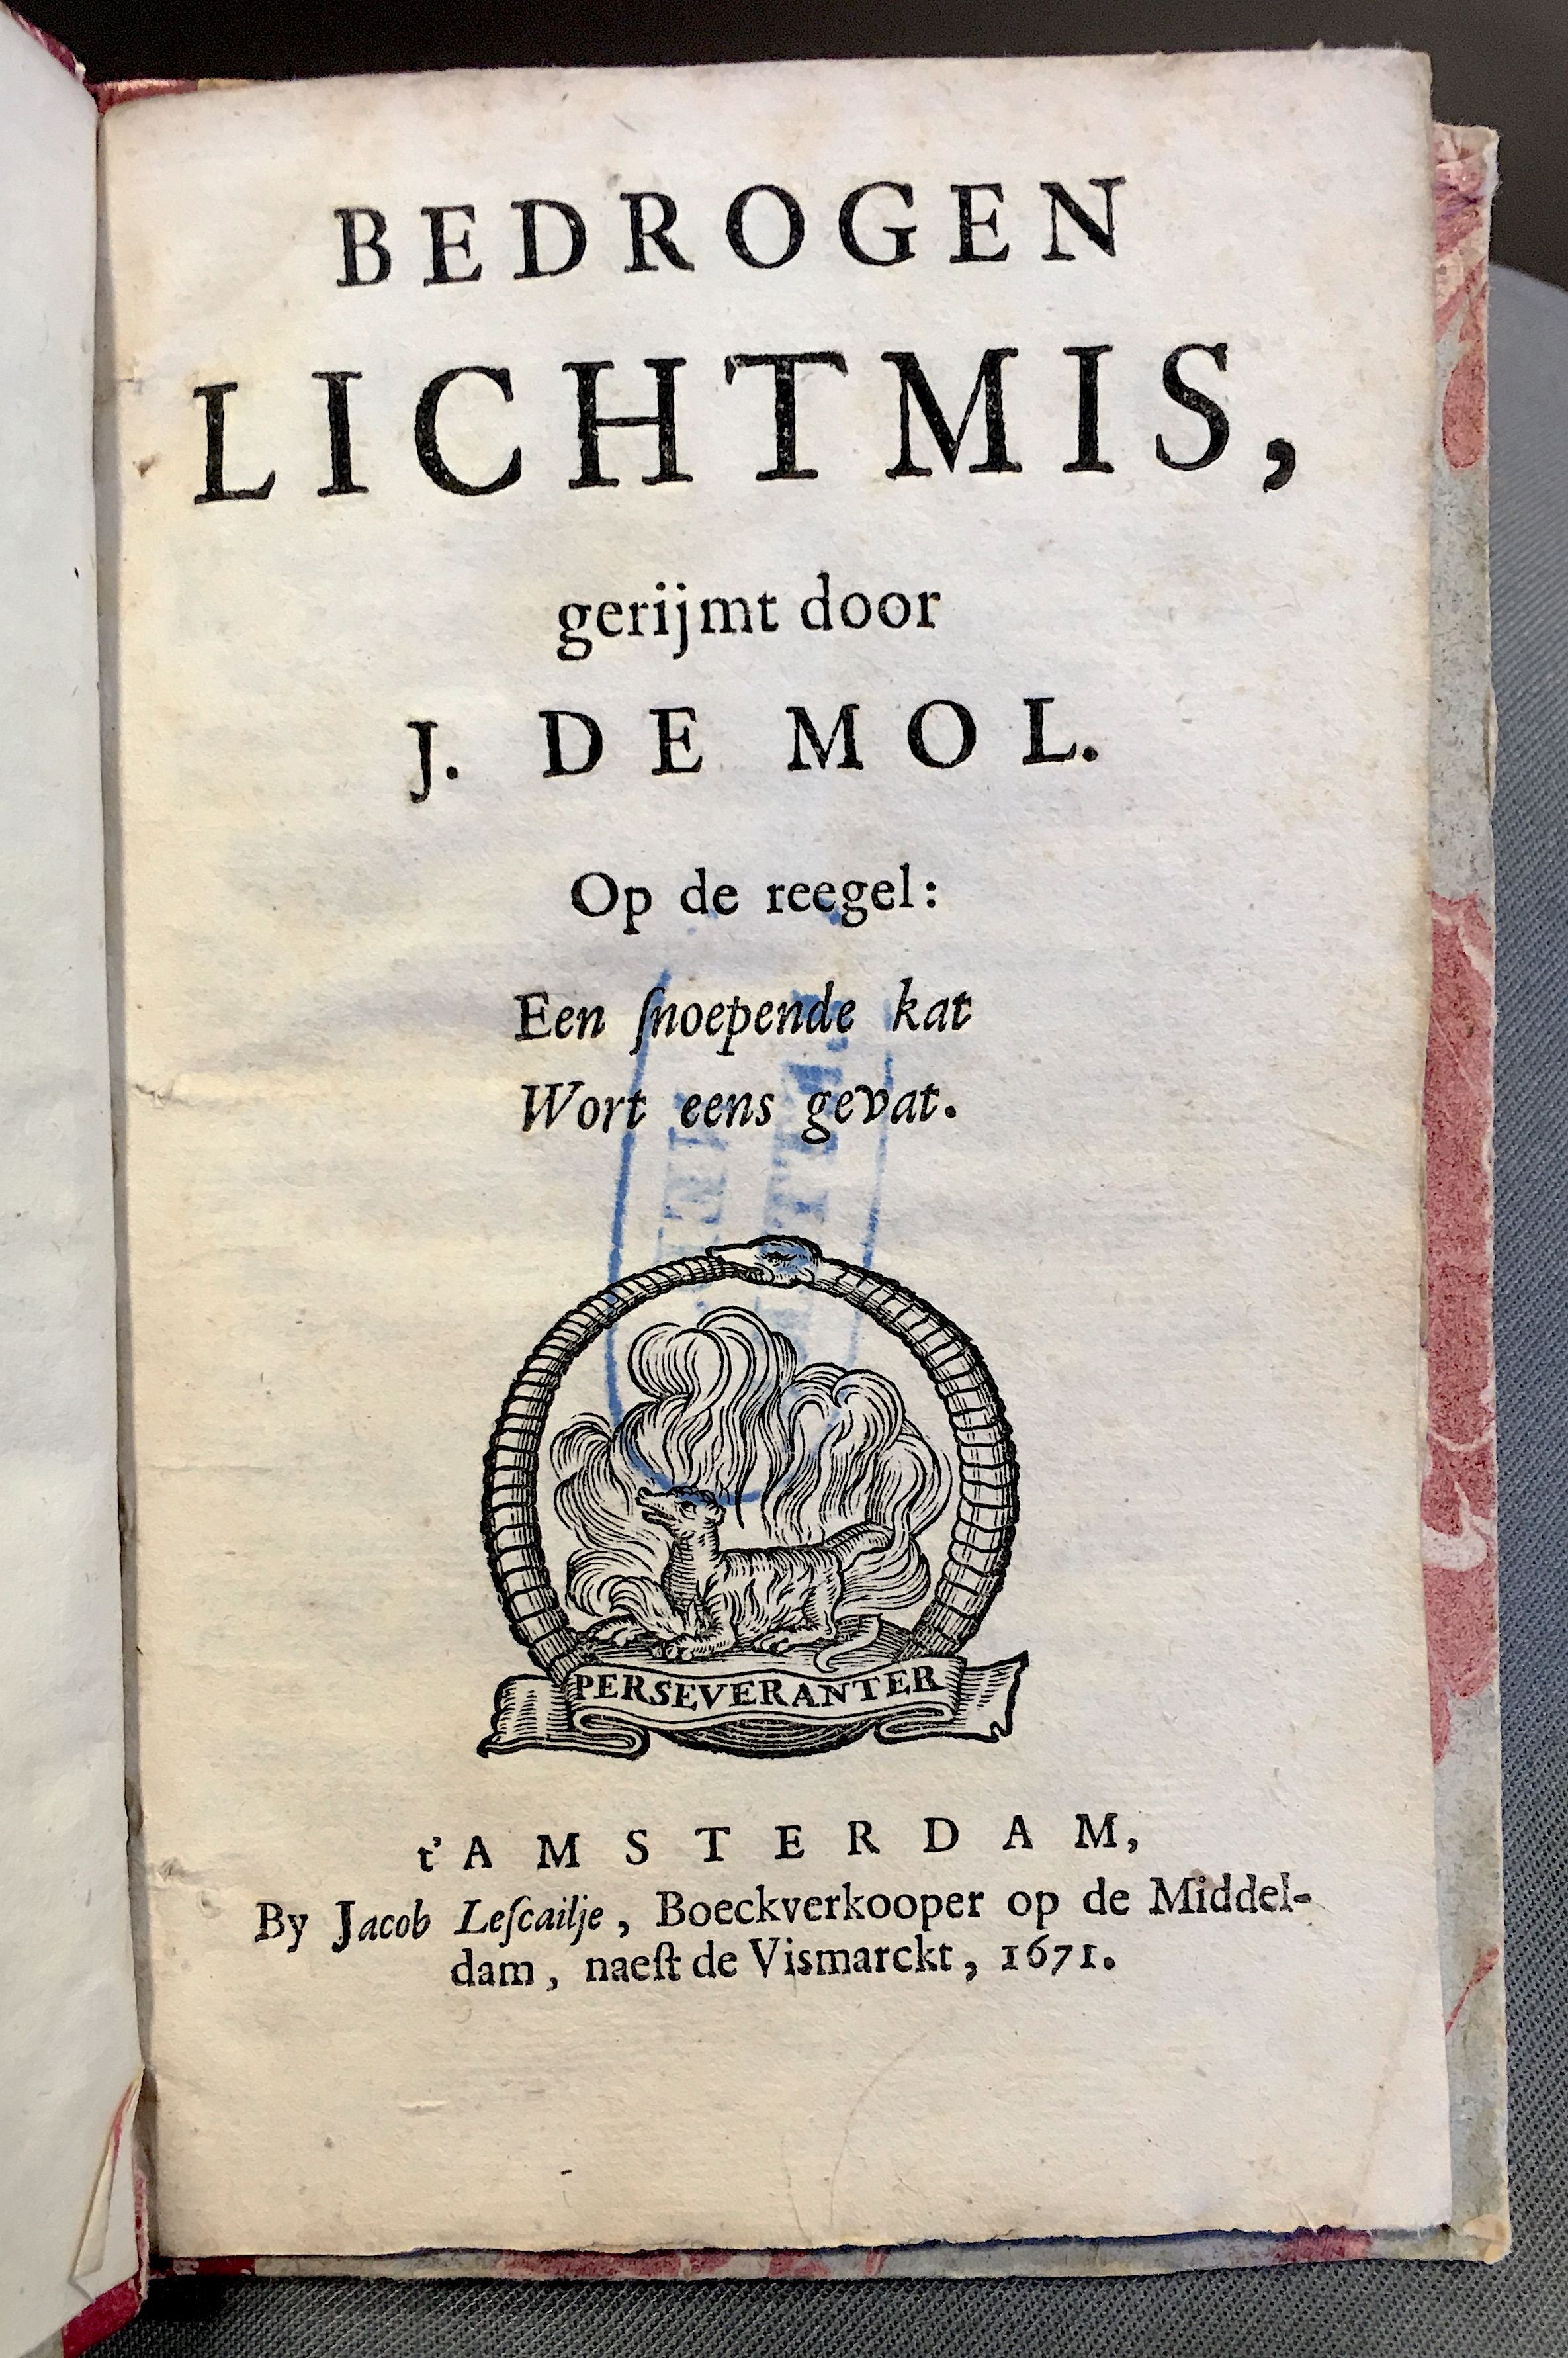 BEDROGEN
LICHTMIS,
gerijmt door
J. DE MOL.
Op de reegel:
Een ſnoepende kat
Wort eens gevat.
PERSEVERANTER
t'AMSTERDAM,
By Jacob Leſcailje, Boeckverkooper op de Middel-
dam, naeſt de Vismarckt, 1671.